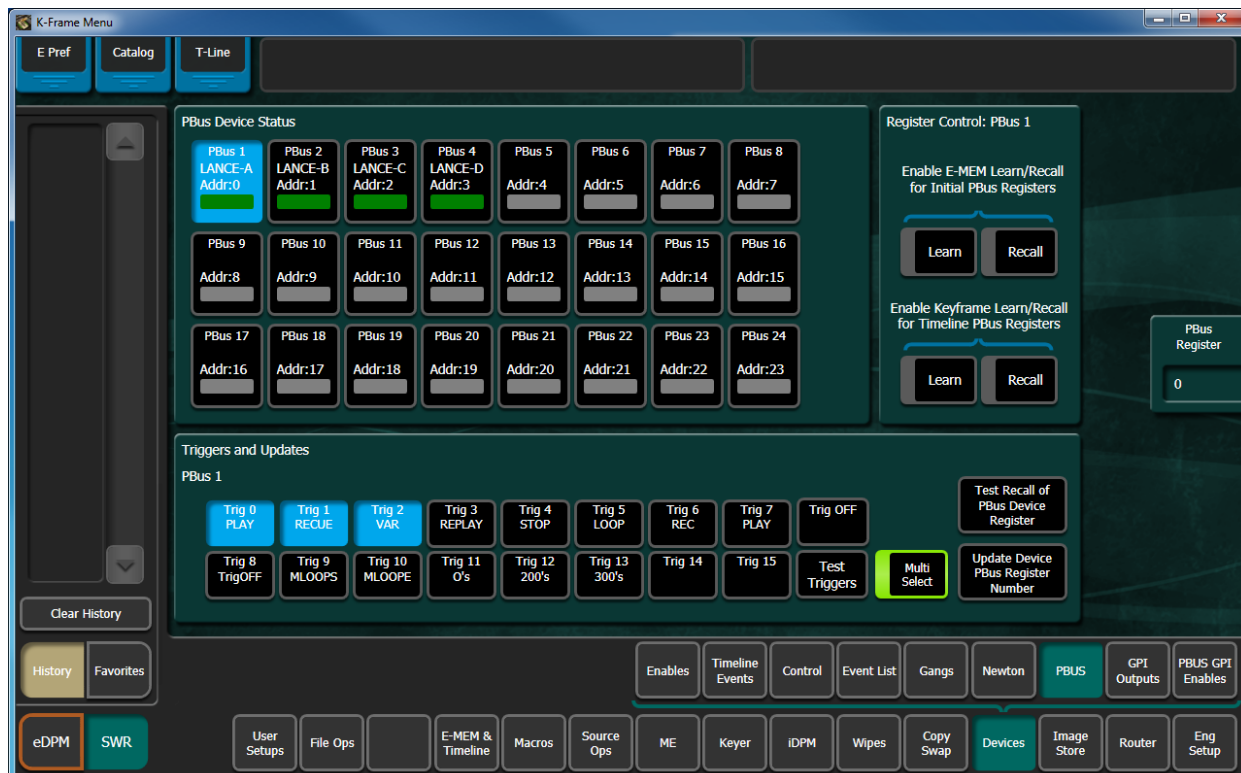 K-Frame Menu
E Pref
Catalog
T-Line
PBus Device Status
PBus 1
LANCE-A
Addr:0
PBus 2
LANCE-B
Addr:1
PBus 3
LANCE-C
Addr:2
PBus 4
LANCE-D
Addr:3
PBus 5
Addr:4
PBus 6
Addr:5
PBus 7
Addr:6
PBus 8
Addr:7
PBus 9
Addr:8
PBus 10
Addr:9
PBus 11
Addr:10
PBus 12
Addr:11
PBus 13
Addr:12
PBus 14
Addr:13
PBus 15
Addr:14
PBus 16
Addr:15
PBus 17
Addr:16
PBus 18
Addr:17
PBus 19
Addr:18
PBus 20
Addr:19
PBus 21
Addr:20
PBus 22
Addr:21
PBus 23
Addr:22
PBus 24
Addr:23
Register Control: PBus 1
Enable E-MEM Learn/Recall
for Initial PBus Registers
Learn
Recall
Enable Keyframe Learn/Recall
for Timeline PBus Registers
Learn
Recall
PBus
Register
0
Triggers and Updates
PBus 1
Trig 0
PLAY
Trig 1
RECUE
Trig 2
VAR
Trig 3
REPLAY
Trig 4
STOP
Trig 5
LOOP
Trig 6
REC
Trig 7
PLAY
Trig OFF
Trig 8
TrigOFF
Trig 9
MLOOPS
Trig 10
MLOOPE
Trig 11
0's
Trig 12
200's
Trig 13
300's
Trig 14
Trig 15
Test
Triggers
Multi
Select
Test Recall of
PBus Device
Register
Update Device
PBus Register
Number
Clear History
History
Favorites
Enables
Timeline
Events
Control
Event List
Gangs
Newton
PBUS
GPI
Outputs
PBUS GPI
Enables
eDPM
SWR
User
Setups
File Ops
E-MEM &
Timeline
Macros
Source
Ops
ME
Keyer
iDPM
Wipes
Copy
Swap
Devices
Image
Store
Router
Eng
Setup